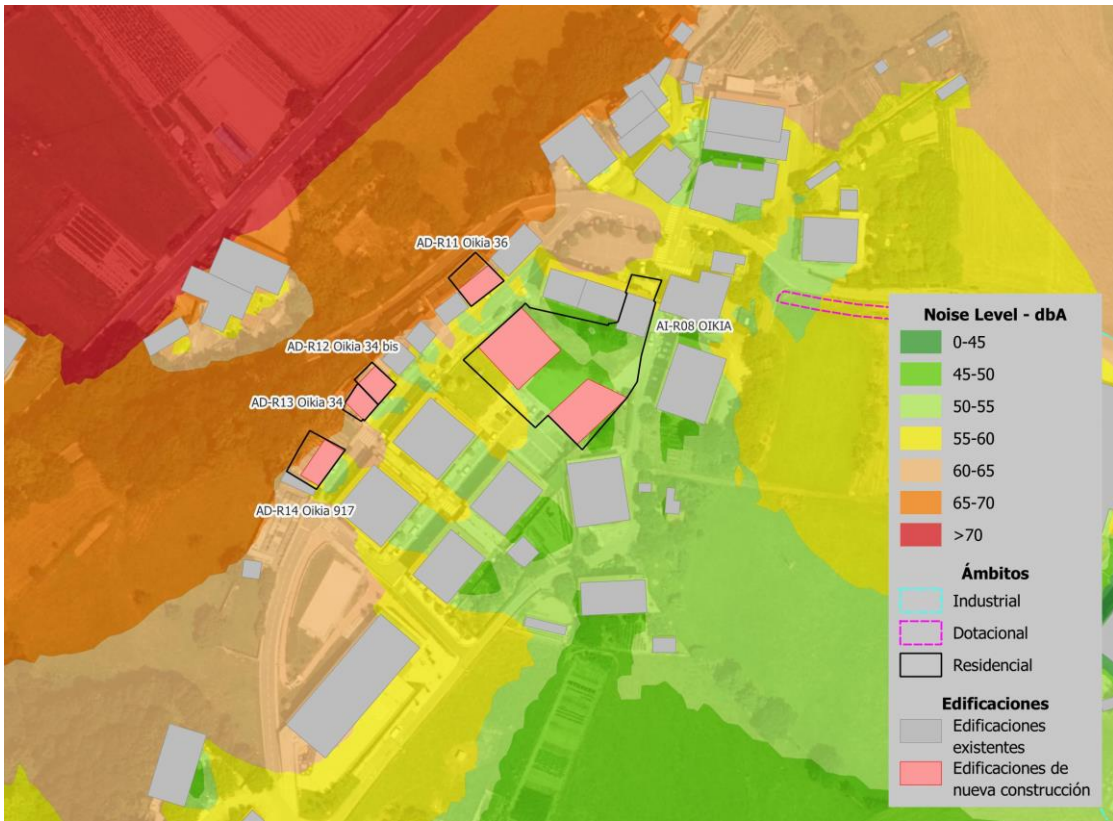 AD-R11 Oikia 36
AI-R08 OIKIA
AD-R12 Oikia 34 bis
AD-R13 Oikia 34
AD-R14 Oikia 917
Noise Level - dbA
0-45
45-50
50-55
55-60
60-65
65-70
>70
Ámbitos
Industrial
Dotacional
Residencial
Edificaciones
Edificaciones
existentes
Edificaciones de
nueva construcción